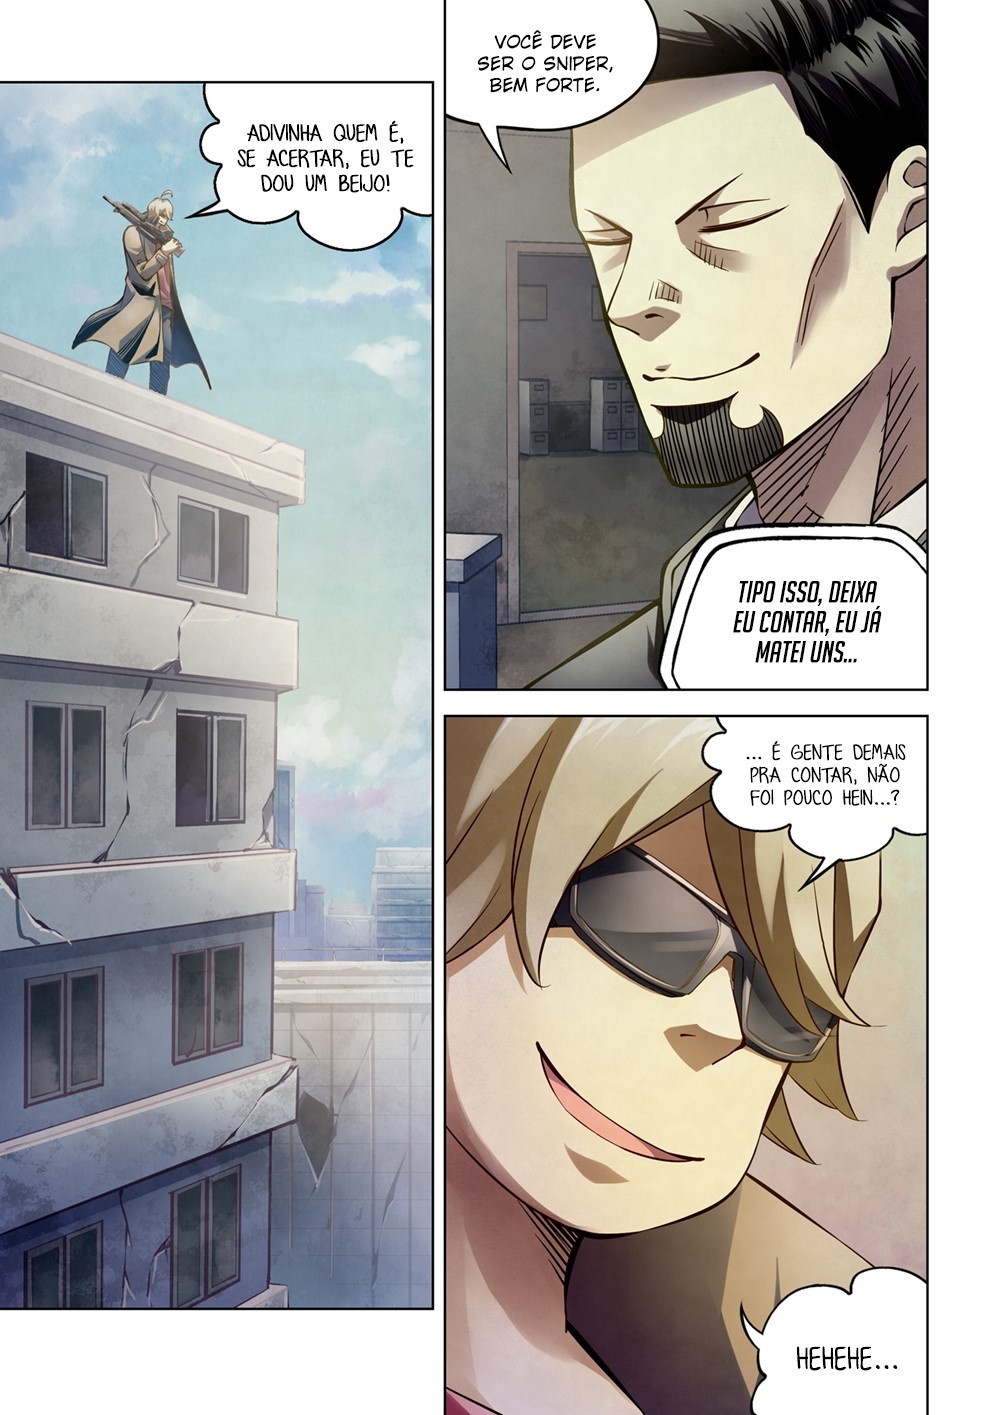 ADIVINHA QUEM É,
SE ACERTAR, EU TE
DOU UM BEIJO!
VOCÊ DEVE
SER O SNIPER,
BEM FORTE.
TIPO ISSO, DEIXA
EU CONTAR, EU JÁ
MATEI UNS...
... É GENTE DEMAIS
PRA CONTAR, NÃO
FOI POUCO HEIN...?
HEHEHE...